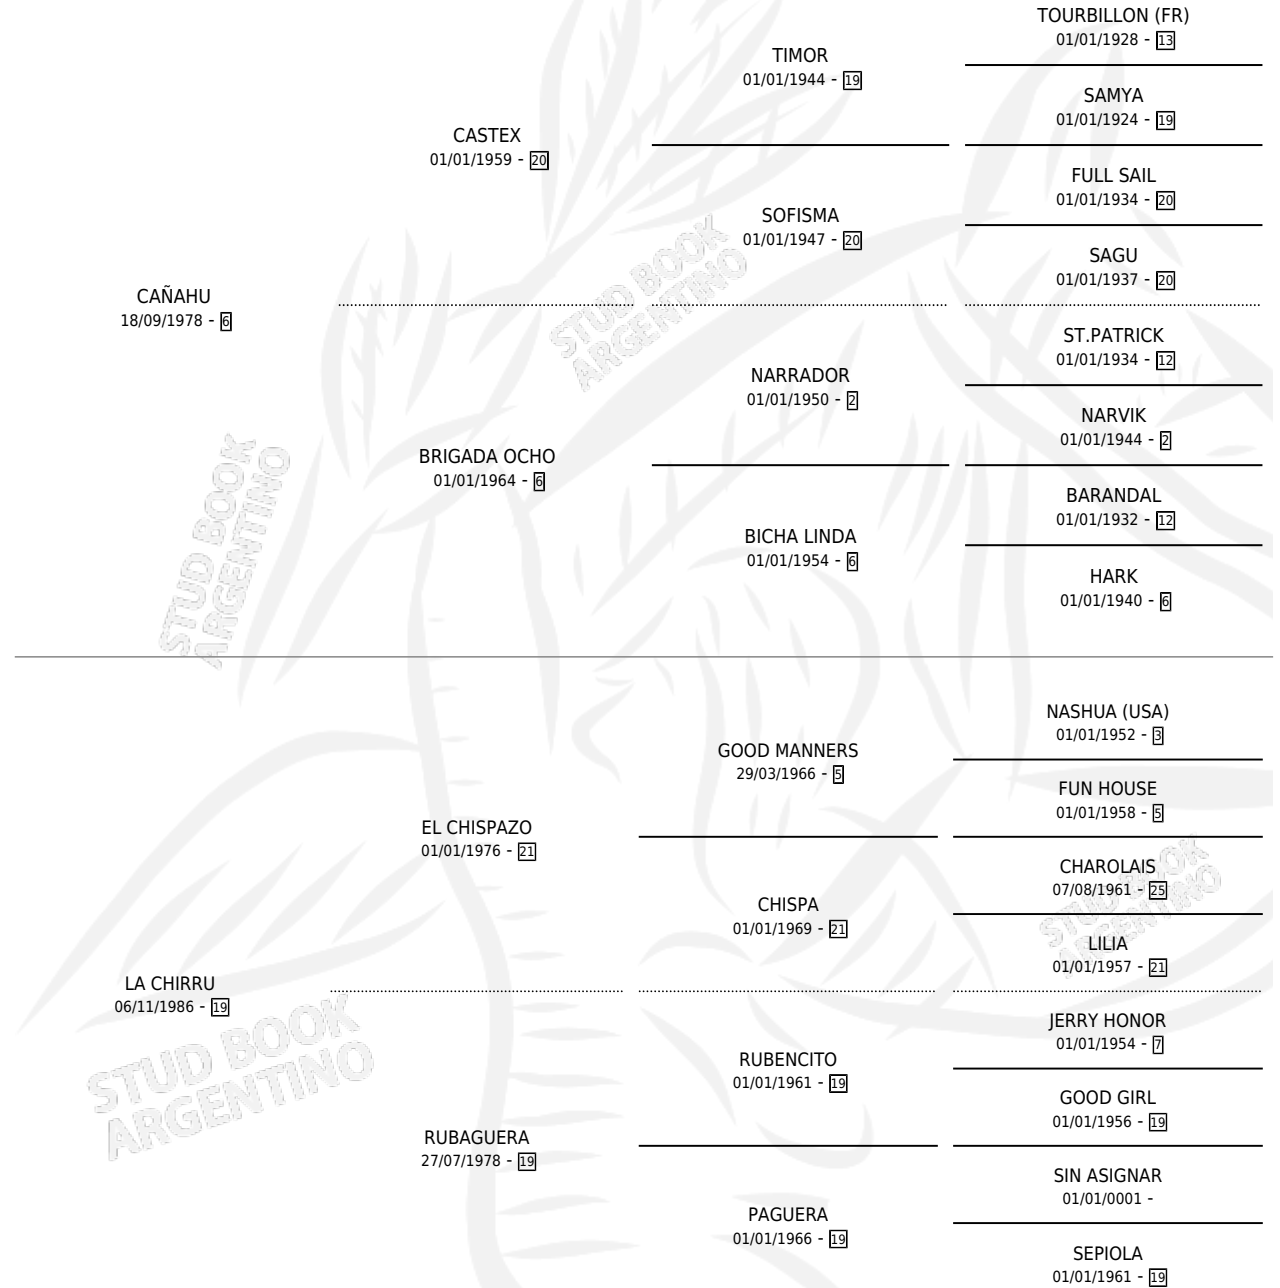 TOURBILLON (FR)
01/01/1928 - 13
TIMOR
01/01/1944 - 19
SAMYA
01/01/1924 - 19
CASTEX
01/01/1959 - 20
FULL SAIL
01/01/1934 - 20
SOFISMA
01/01/1947 - 20
SAGU
01/01/1937 - 20
CAÑAHU
18/09/1978 - 6
ST.PATRICK
01/01/1934 - 12
NARRADOR
01/01/1950 - 2
NARVIK
01/01/1944 - 2
BRIGADA OCHO
01/01/1964 - 6
BARANDAL
01/01/1932 - 12
BICHA LINDA
01/01/1954 - 6
HARK
01/01/1940 - 6
STUD BOOK
ARGENTINO
STUD BOOK
ARGENTINO
NASHUA (USA)
01/01/1952 - 3
GOOD MANNERS
29/03/1966 - 5
FUN HOUSE
01/01/1958 - 5
EL CHISPAZO
01/01/1976 - 21
CHAROLAIS
07/08/1961 - 25
CHISPA
01/01/1969 - 21
LILIA
01/01/1957 - 21
STUD BOOK
ARGENTINO
LA CHIRRU
06/11/1986 - 19
JERRY HONOR
01/01/1954 - 7
RUBENCITO
01/01/1961 - 19
GOOD GIRL
01/01/1956 - 19
STUD BOOK
ARGENTINO
RUBAGUERA
27/07/1978 - 19
SIN ASIGNAR
01/01/0001 -
PAGUERA
01/01/1966 - 19
SEPIOLA
01/01/1961 - 19